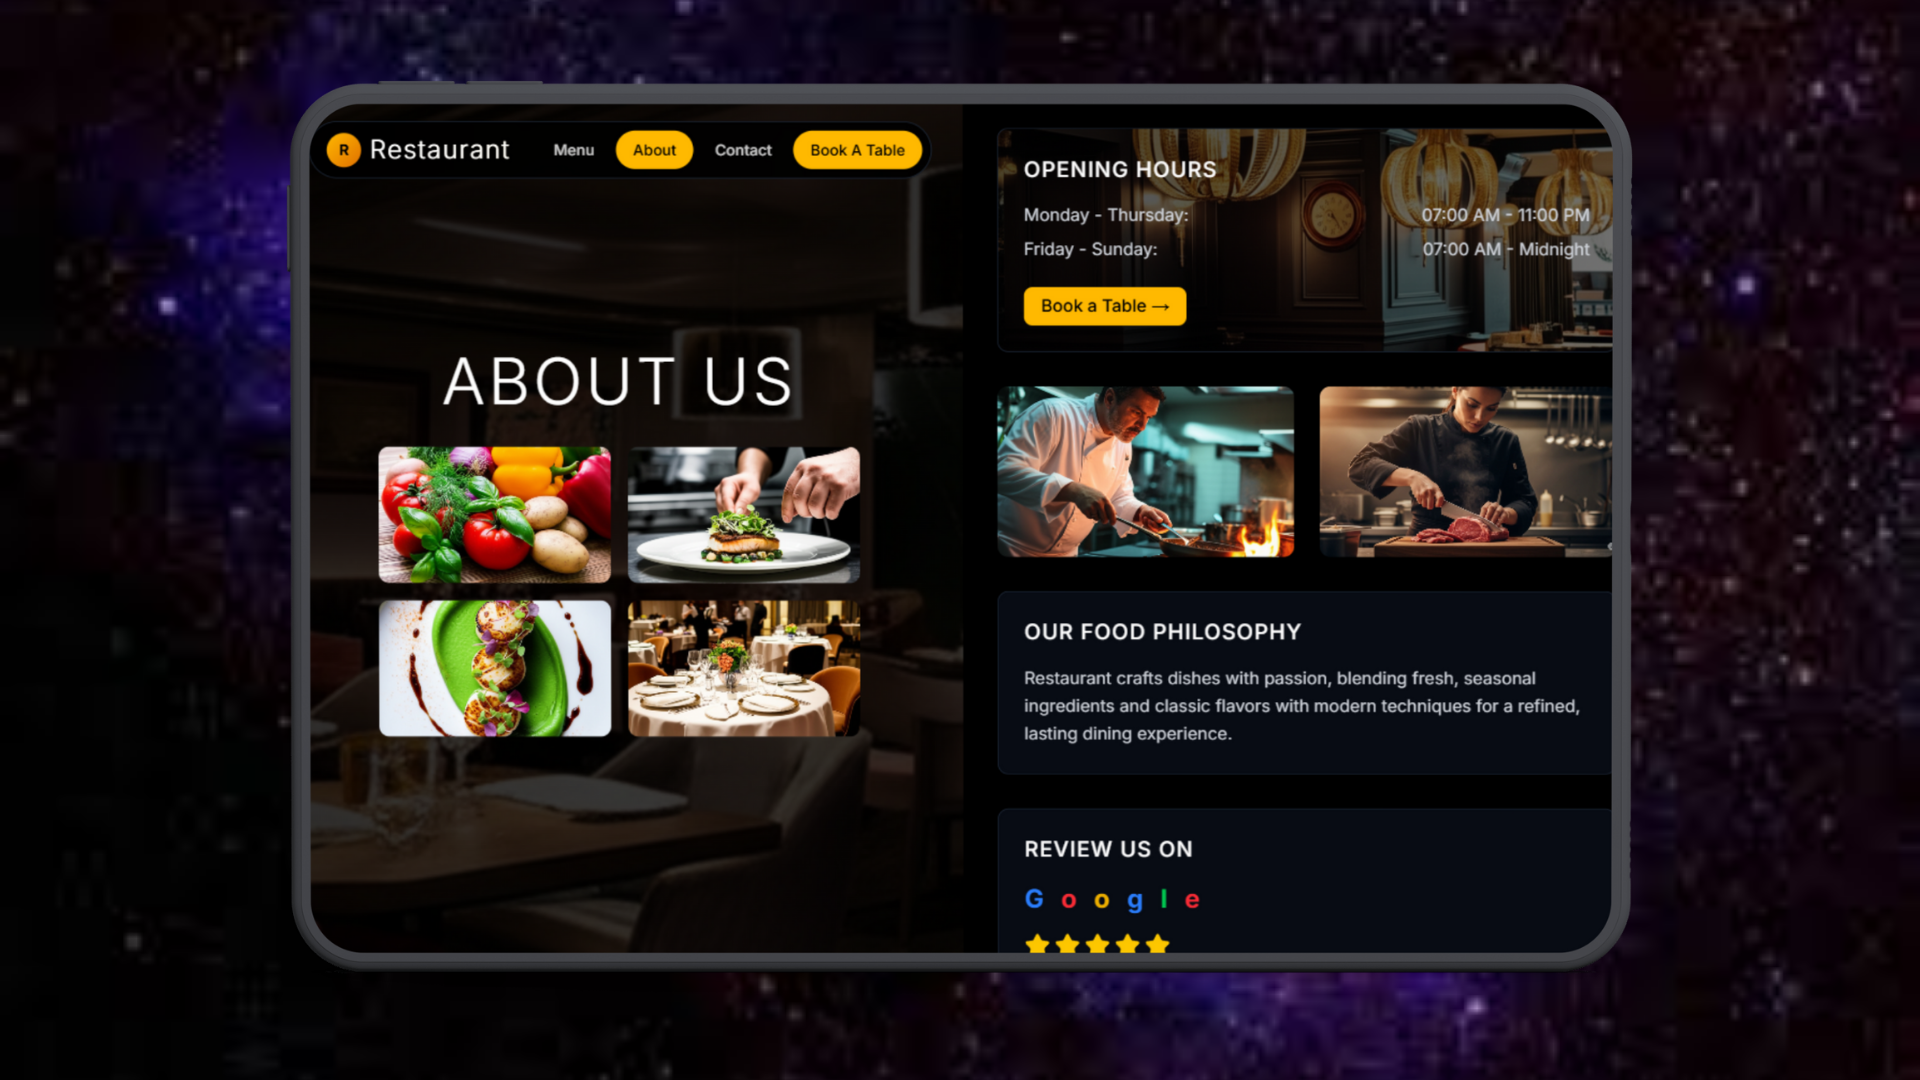 R Restaurant Menu About Contact Book A Table
ABOUT US
OPENING HOURS
Monday - Thursday: 07:00 AM - 11:00 PM
Friday - Sunday: 07:00 AM - Midnight
Book a Table →
OUR FOOD PHILOSOPHY
Restaurant crafts dishes with passion, blending fresh, seasonal
ingredients and classic flavors with modern techniques for a refined,
lasting dining experience.
REVIEW US ON
G o o g l e